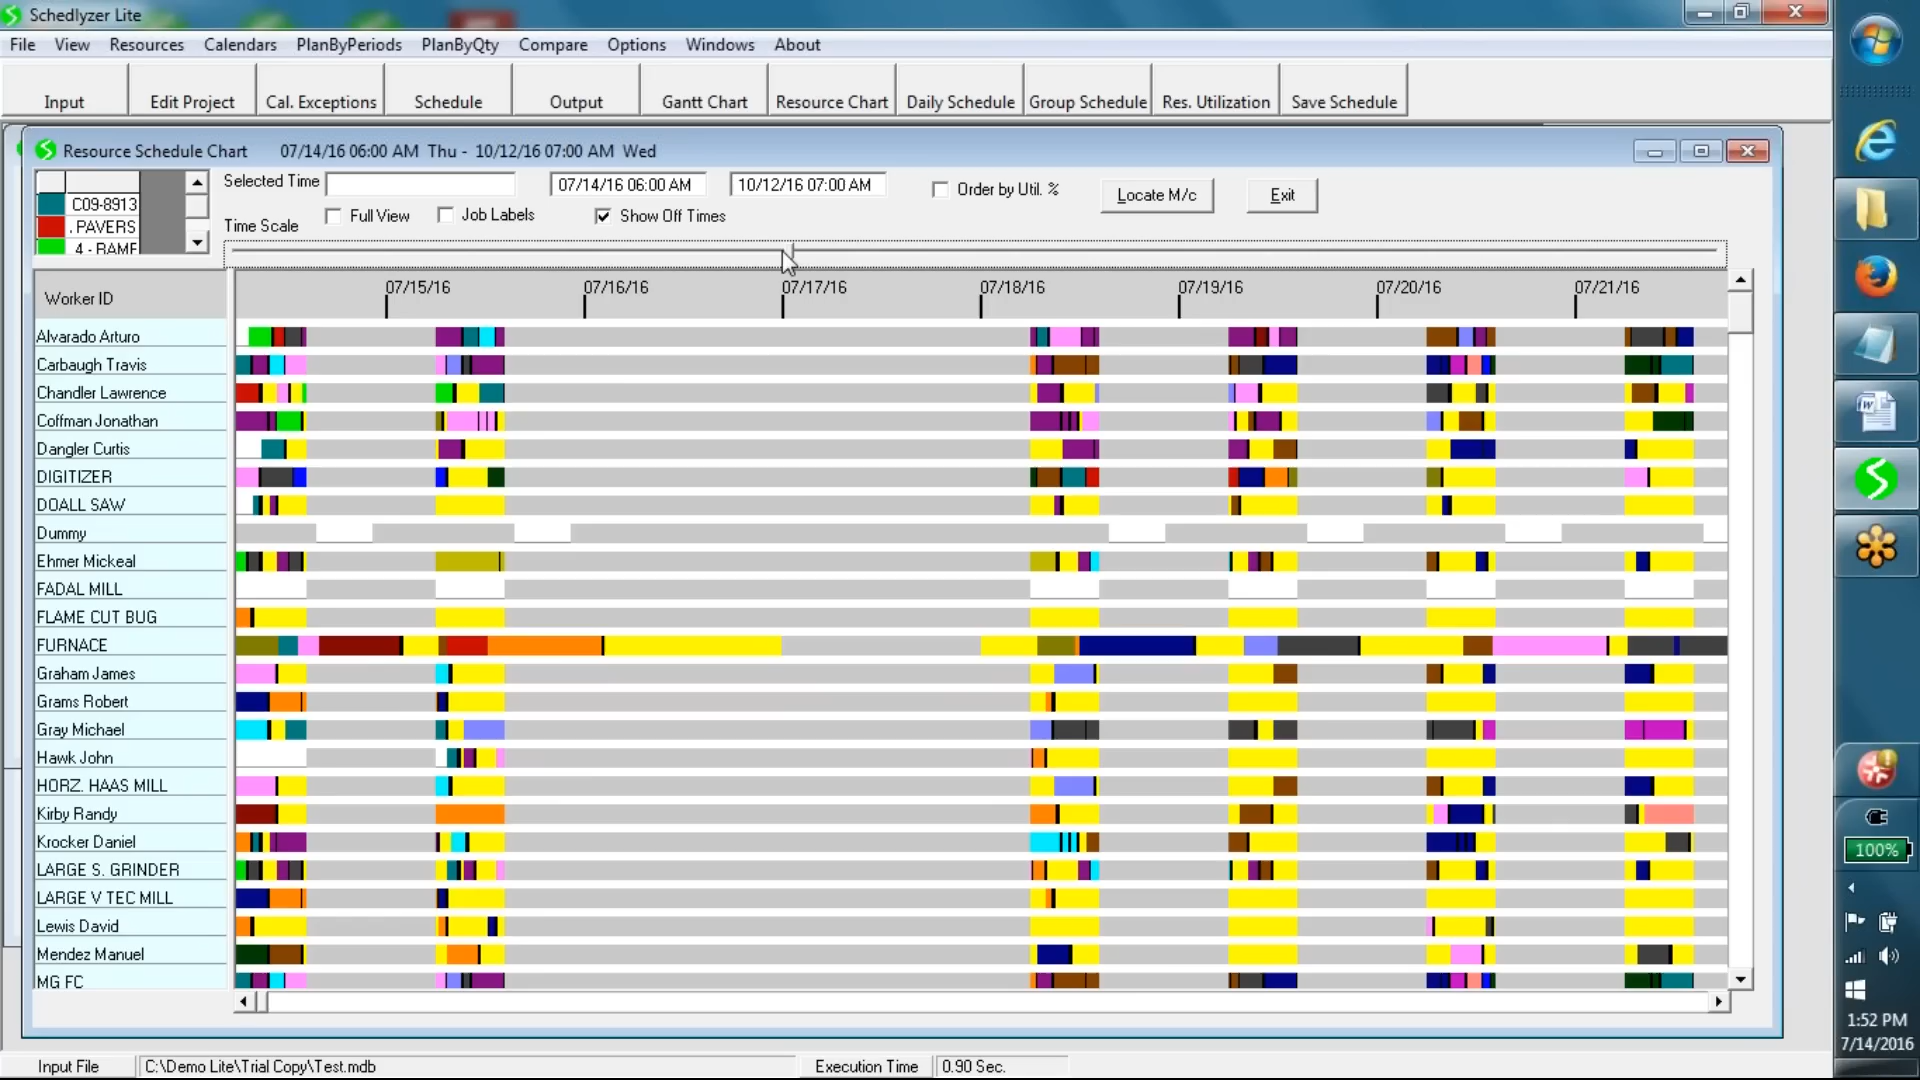 Schedlyzer Lite
File View Resources Calendars PlanByPeriods PlanByQty Compare Options Windows About
Input Edit Project Cal. Exceptions Schedule Output Gantt Chart Resource Chart Daily Schedule Group Schedule Res. Utilization Save Schedule
Resource Schedule Chart 07/14/16 06:00 AM Thu - 10/12/16 07:00 AM Wed
C09-8913
. PAVERS
Selected Time 07/14/16 06:00 AM 10/12/16 07:00 AM Order by Util. % Locate M/c Exit
Time Scale Full View Job Labels Show Off Times
Worker ID 07/15/16 07/16/16 07/17/16 07/18/16 07/19/16 07/20/16 07/21/16
Alvarado Arturo
Carbaugh Travis
Chandler Lawrence
Coffman Jonathan
Dangler Curtis
DIGITIZER
DOALL SAW
Dummy
Ehmer Mickeal
FADAL MILL
FLAME CUT BUG
FURNACE
Graham James
Grams Robert
Gray Michael
Hawk John
HORZ. HAAS MILL
Kirby Randy
Krocker Daniel
LARGE S. GRINDER
LARGE V TEC MILL
Lewis David
Mendez Manuel
MG FC
Input File C:\Demo Lite\Trial Copy\Test.mdb Execution Time 0.90 Sec.
100%
1:52 PM
7/14/2016